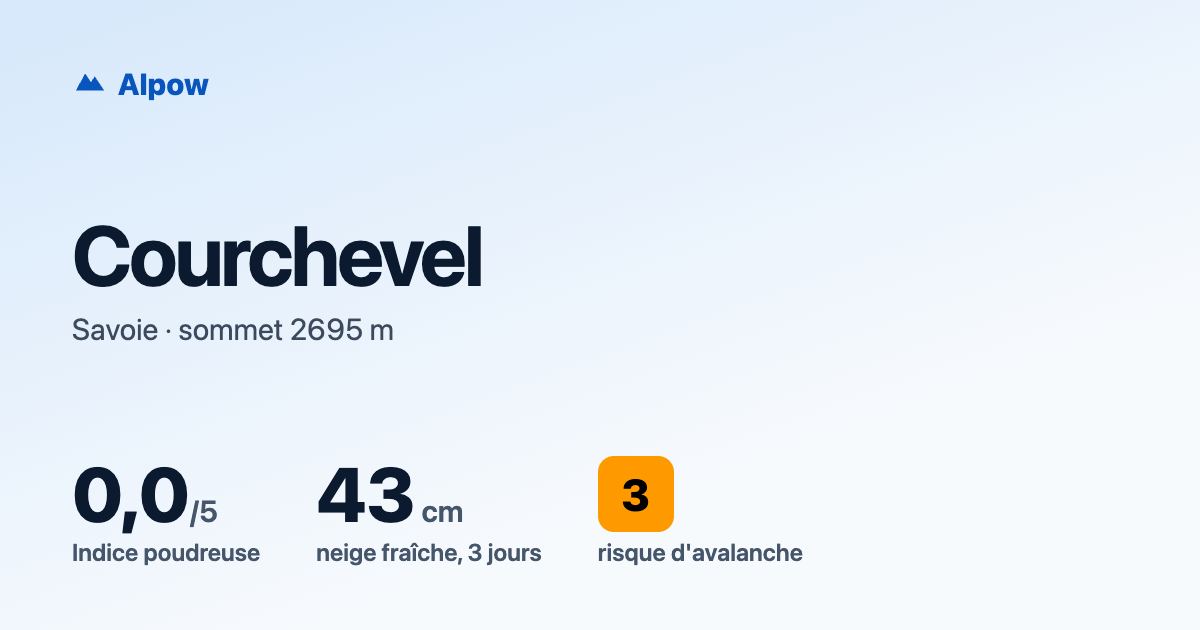 Alpow
Courchevel
Savoie · sommet 2695 m
0,0/5
Indice poudreuse
43 cm
neige fraîche, 3 jours
3
risque d'avalanche